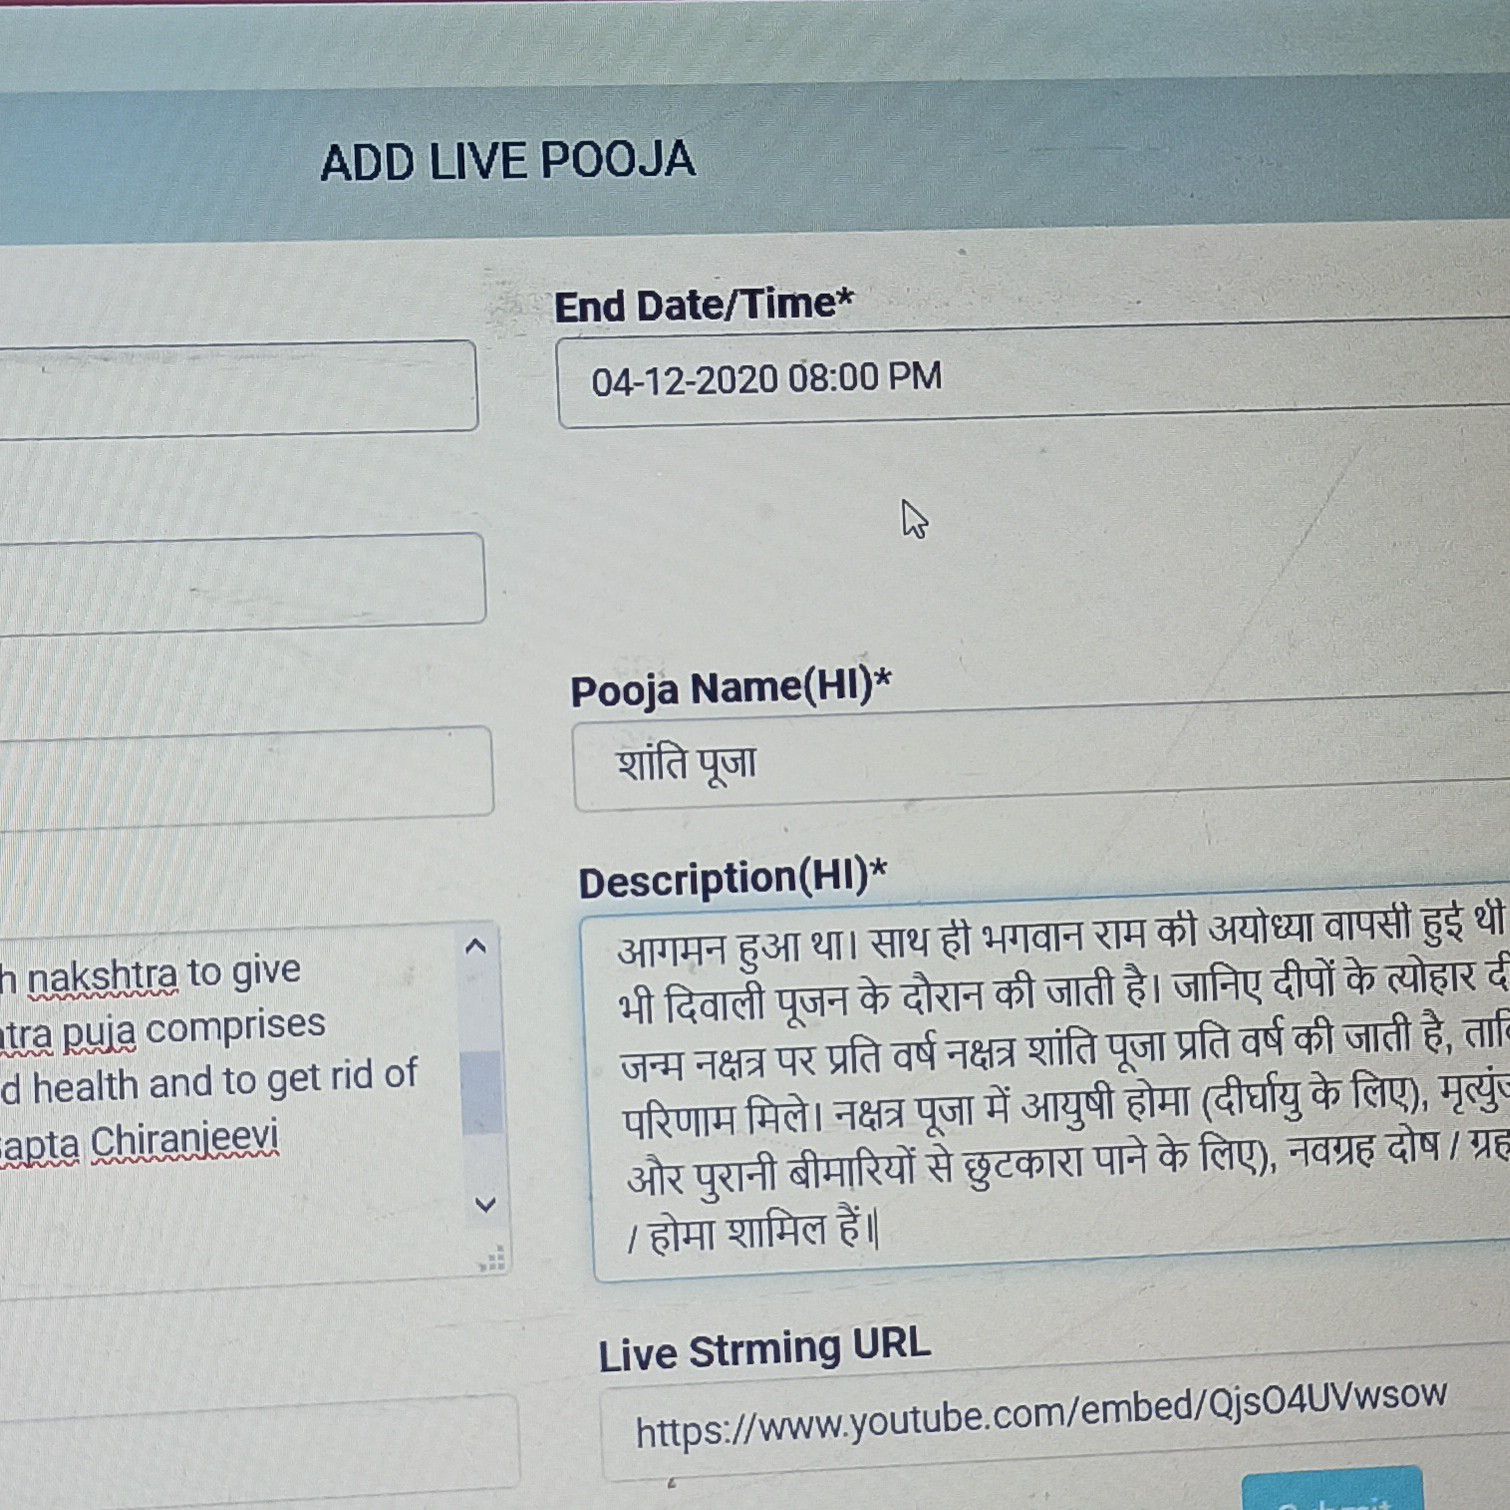 ADD LIVE POOJA
End Date/Time*
04-12-2020 08:00 PM
Pooja Name(HI)*
शांति पूजा
Description(HI)*
nakshtra to give
puja comprises
health and to get rid of
Chiranjeevi
आगमन हुआ था। साथ ही भगवान राम की अयोध्या वापसी हुई थी
भी दिवाली पूजन के दौरान की जाती है। जानिए दीपों के त्योहार
जन्म नक्षत्र पर प्रति वर्ष नक्षत्र शांति पूजा प्रति वर्ष की जाती है,
परिणाम मिले। नक्षत्र पूजा में आयुषी होमा (दीर्घायु के लिए),
और पुरानी बीमारियों से छुटकारा पाने के लिए), नवग्रह दोष / ग्रह
/ होमा शामिल हैं।
Live Strming URL
https://www.youtube.com/embed/QjsO4UVwsow